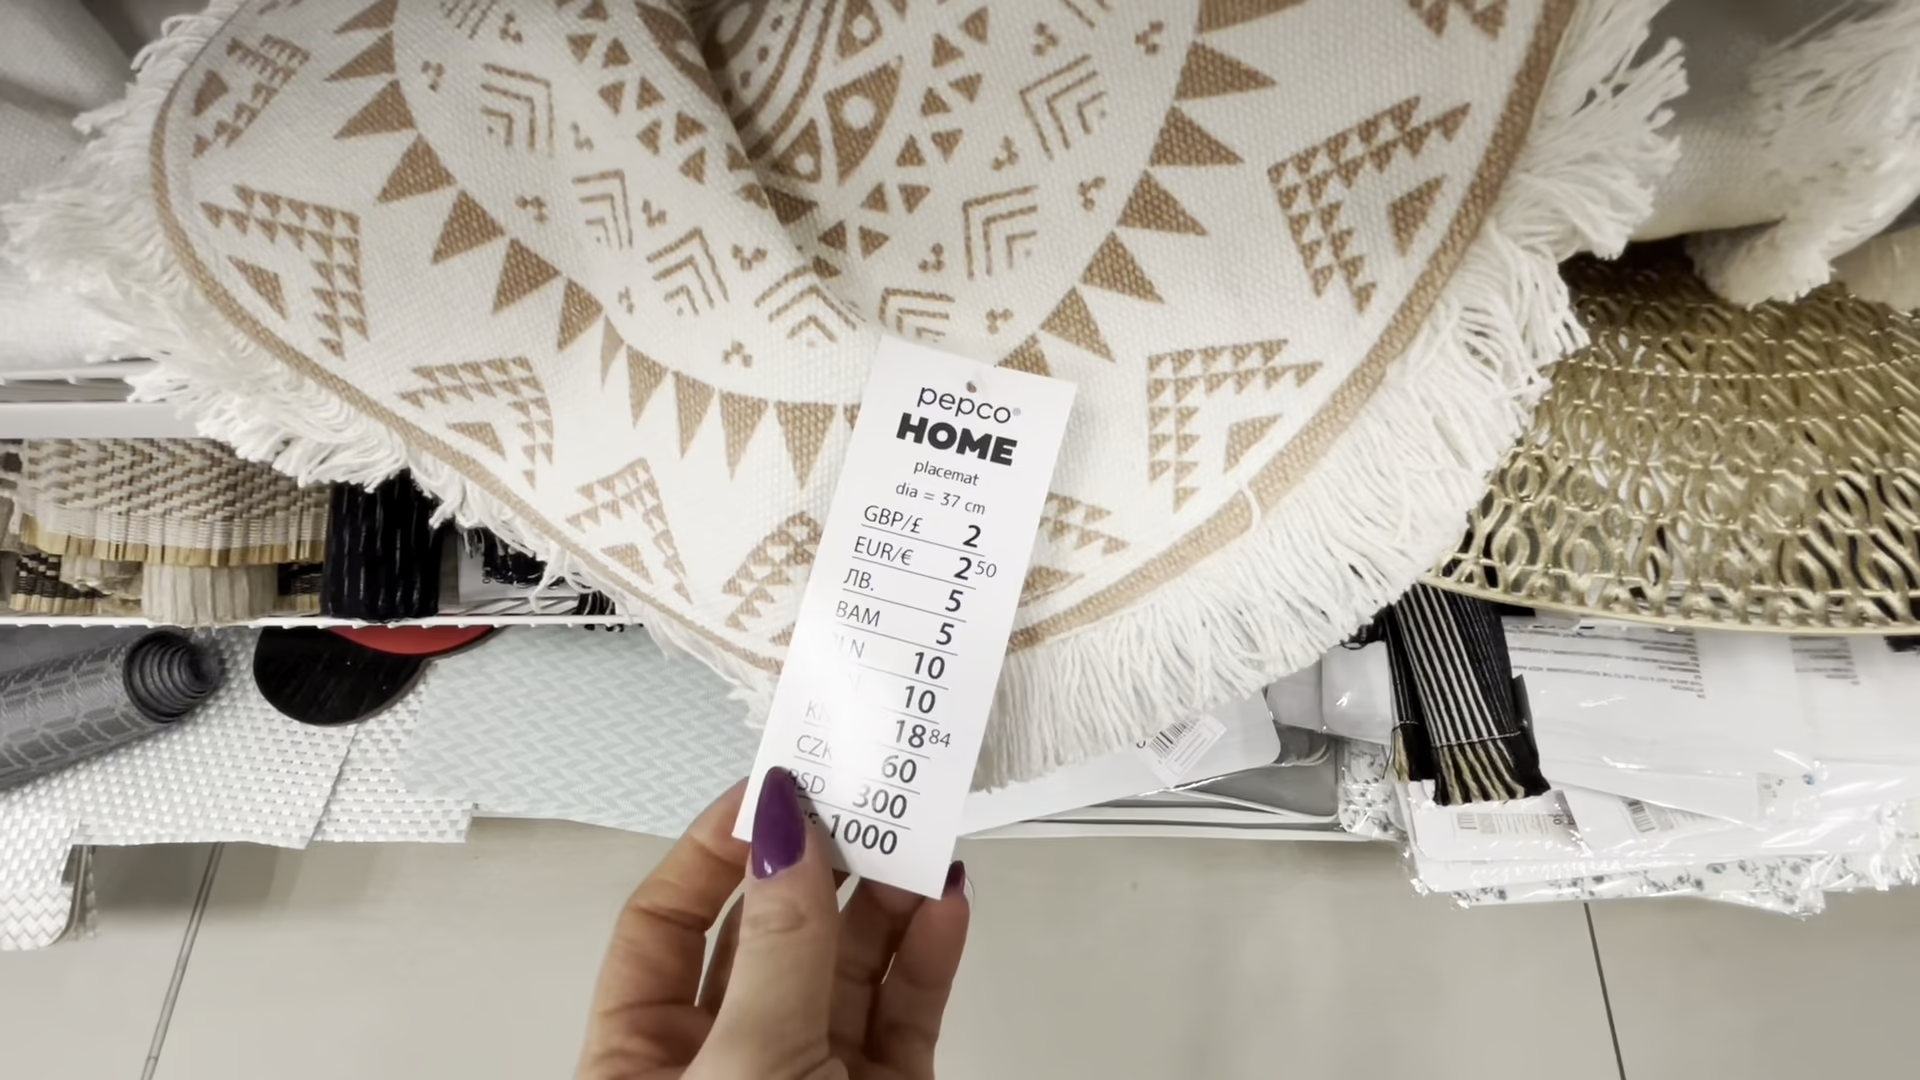 pepco®
HOME
placemat
dia = 37 cm
GBP/£ 2
EUR/€ 2 50
ЛВ. 5
BAM 5
10
10
18 84
CZK 60
RSD 300
1000